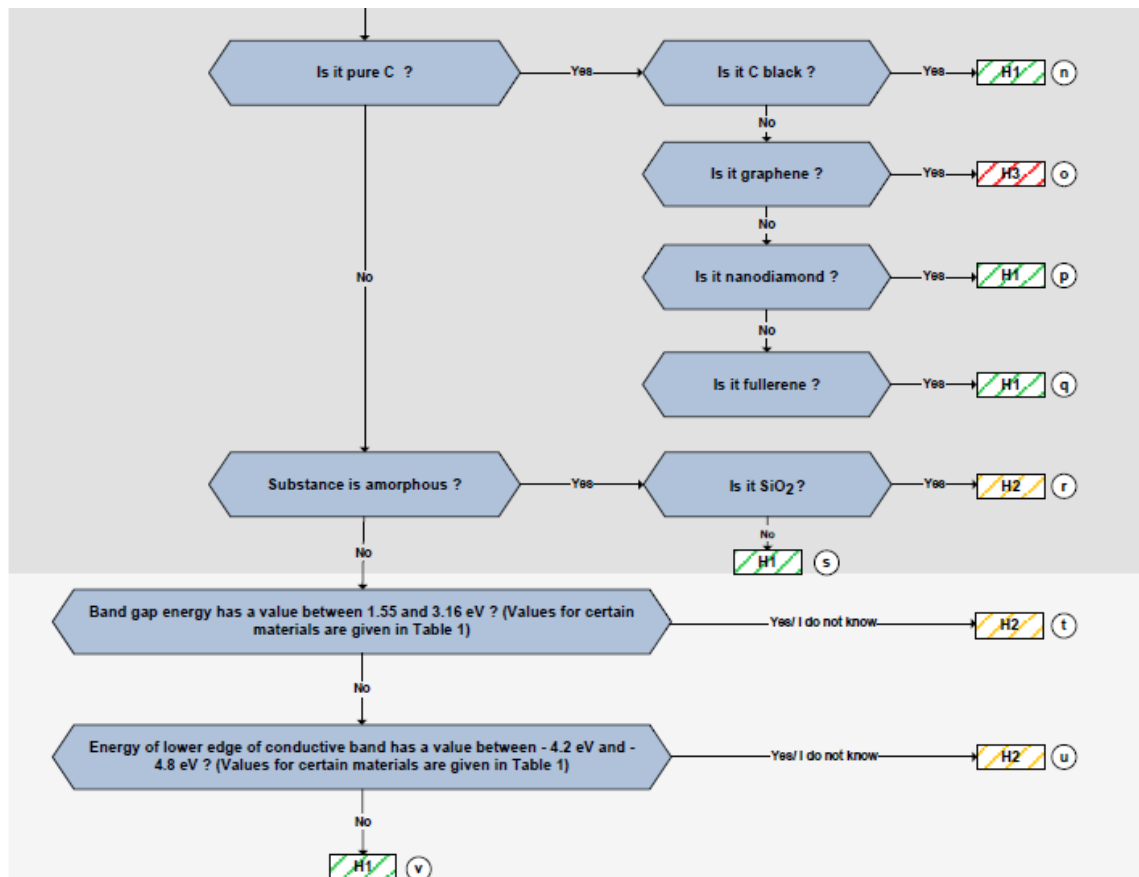 Is it pure C ?
Yes
Is it C black ?
Yes
H1
n
No
Is it graphene ?
Yes
H3
o
No
No
Is it nanodiamond ?
Yes
H1
p
No
Is it fullerene ?
Yes
H1
q
Substance is amorphous ?
Yes
Is it SiO2 ?
Yes
H2
r
No
No
H1
s
Band gap energy has a value between 1.55 and 3.16 eV ? (Values for certain
materials are given in Table 1)
Yes/ I do not know
H2
t
No
Energy of lower edge of conductive band has a value between - 4.2 eV and -
4.8 eV ? (Values for certain materials are given in Table 1)
Yes/ I do not know
H2
u
No
H1
v